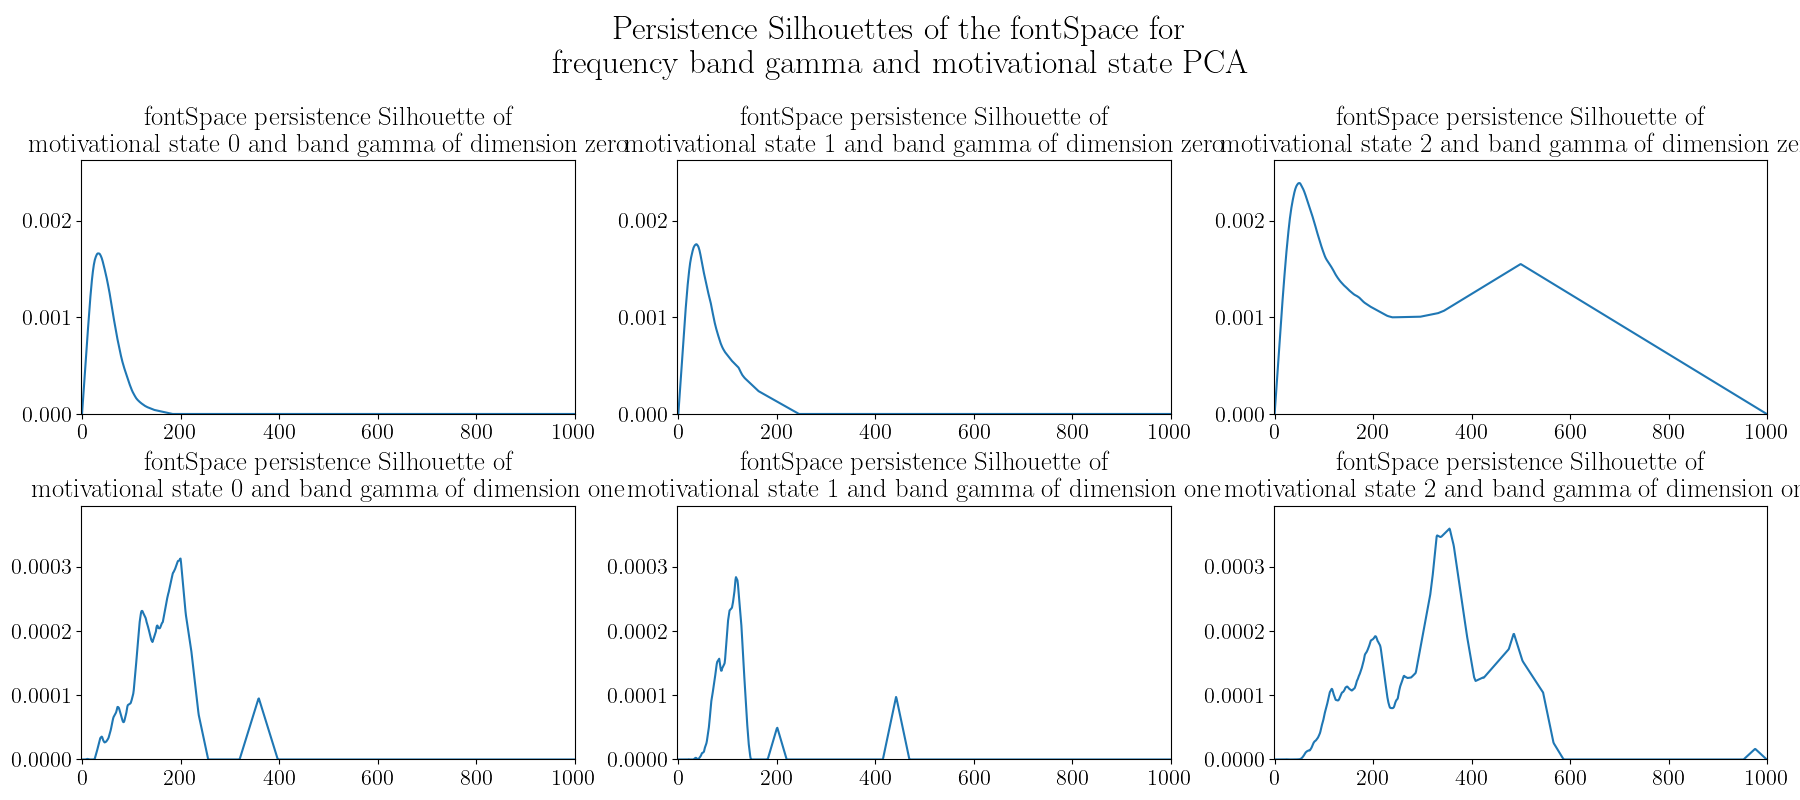 Persistence Silhouettes of the fontSpace for
frequency band gamma and motivational state PCA
fontSpace persistence Silhouette of
motivational state 0 and band gamma of dimension zero
fontSpace persistence Silhouette of
motivational state 1 and band gamma of dimension zero
fontSpace persistence Silhouette of
motivational state 2 and band gamma of dimension ze
0.002
0.001
0.000
0 200 400 600 800 1000
0.002
0.001
0.000
0 200 400 600 800 1000
0.002
0.001
0.000
0 200 400 600 800 1000
fontSpace persistence Silhouette of
motivational state 0 and band gamma of dimension one
fontSpace persistence Silhouette of
motivational state 1 and band gamma of dimension one
fontSpace persistence Silhouette of
motivational state 2 and band gamma of dimension on
0.0003
0.0002
0.0001
0.0000
0 200 400 600 800 1000
0.0003
0.0002
0.0001
0.0000
0 200 400 600 800 1000
0.0003
0.0002
0.0001
0.0000
0 200 400 600 800 1000